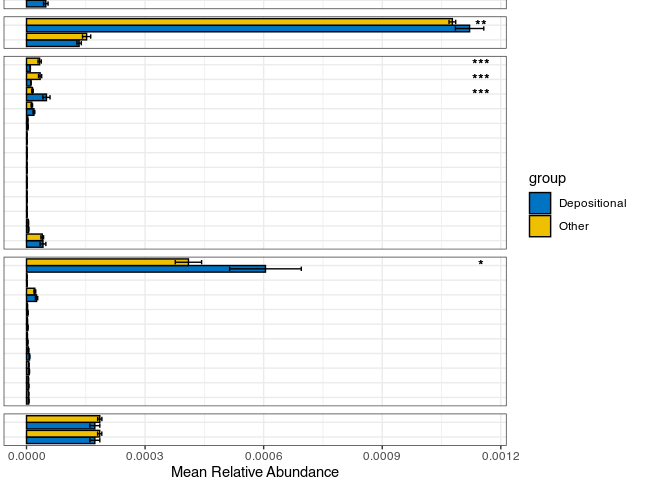 **
***
***
***
group
Depositional
Other
*
0.0000 0.0003 0.0006 0.0009 0.0012
Mean Relative Abundance